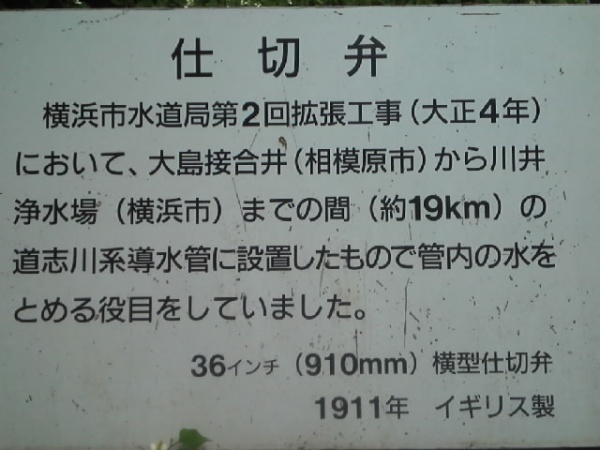 仕切弁
横浜市水道局第2回拡張工事（大正4年）
において、大島接合井（相模原市）から川井
浄水場（横浜市）までの間（約19km）の
道志川系導水管に設置したもので管内の水を
とめる役目をしていました。
36インチ（910mm）横型仕切弁
1911年　イギリス製